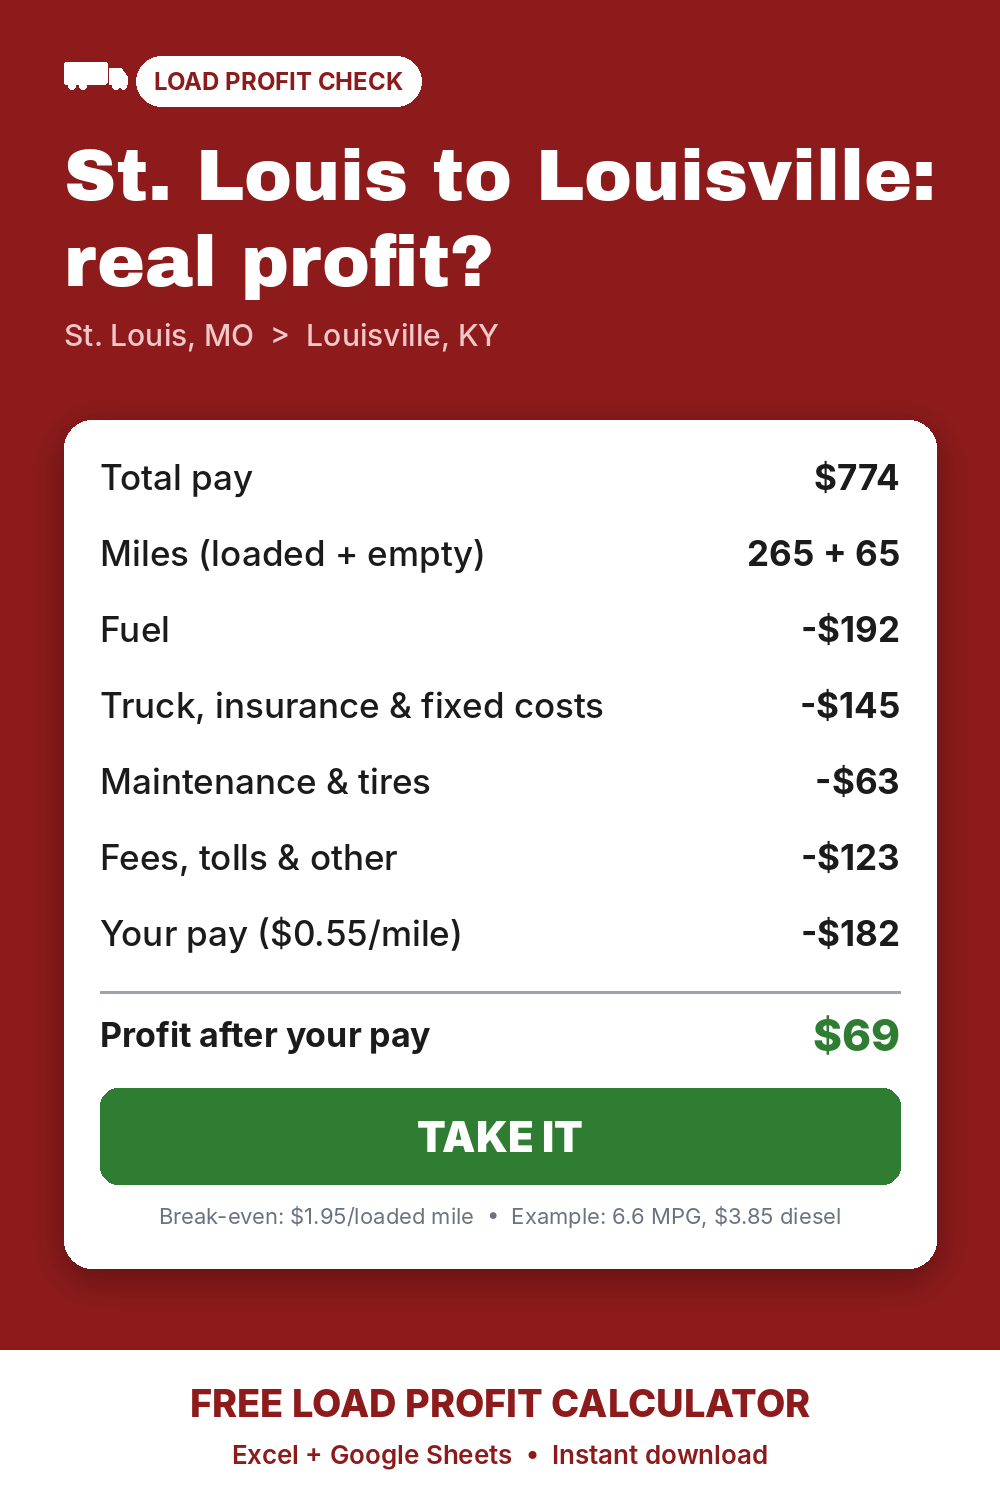 LOAD PROFIT CHECK
St. Louis to Louisville:
real profit?
St. Louis, MO > Louisville, KY
Total pay $774
Miles (loaded + empty) 265 + 65
Fuel -$192
Truck, insurance & fixed costs -$145
Maintenance & tires -$63
Fees, tolls & other -$123
Your pay ($0.55/mile) -$182
Profit after your pay $69
TAKE IT
Break-even: $1.95/loaded mile • Example: 6.6 MPG, $3.85 diesel
FREE LOAD PROFIT CALCULATOR
Excel + Google Sheets • Instant download